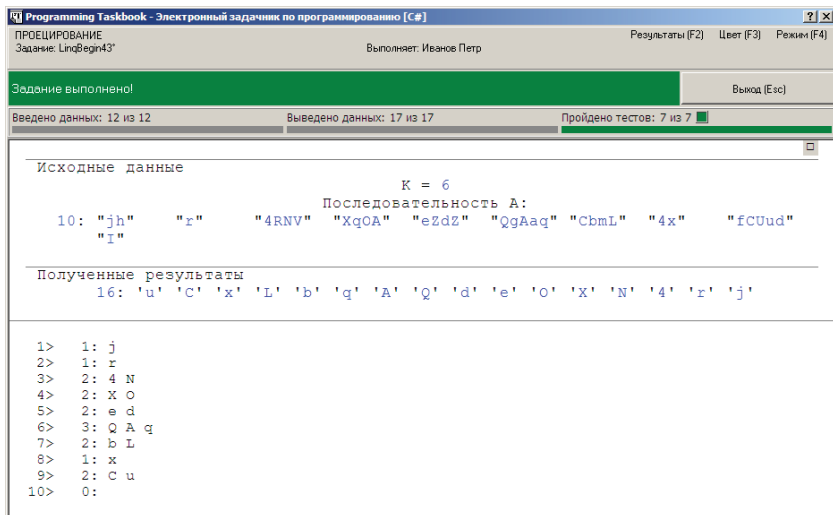 Programming Taskbook - Электронный задачник по программированию [C#]
ПРОЕЦИРОВАНИЕ
Результаты (F2) Цвет (F3) Режим (F4)
Задание: LinqBegin43°
Выполняет: Иванов Петр
Задание выполнено!
Выход (Esc)
Введено данных: 12 из 12
Выведено данных: 17 из 17
Пройдено тестов: 7 из 7
Исходные данные
K = 6
Последовательность A:
10: "jh" "r" "4RNV" "XqOA" "eZdZ" "QgAaq" "CbmL" "4x" "fCUud"
"I"
Полученные результаты
16: 'u' 'C' 'x' 'L' 'b' 'q' 'A' 'Q' 'd' 'e' 'O' 'X' 'N' '4' 'r' 'j'
1> 1: j
2> 1: r
3> 2: 4 N
4> 2: X O
5> 2: e d
6> 3: Q A q
7> 2: b L
8> 1: x
9> 2: C u
10> 0: